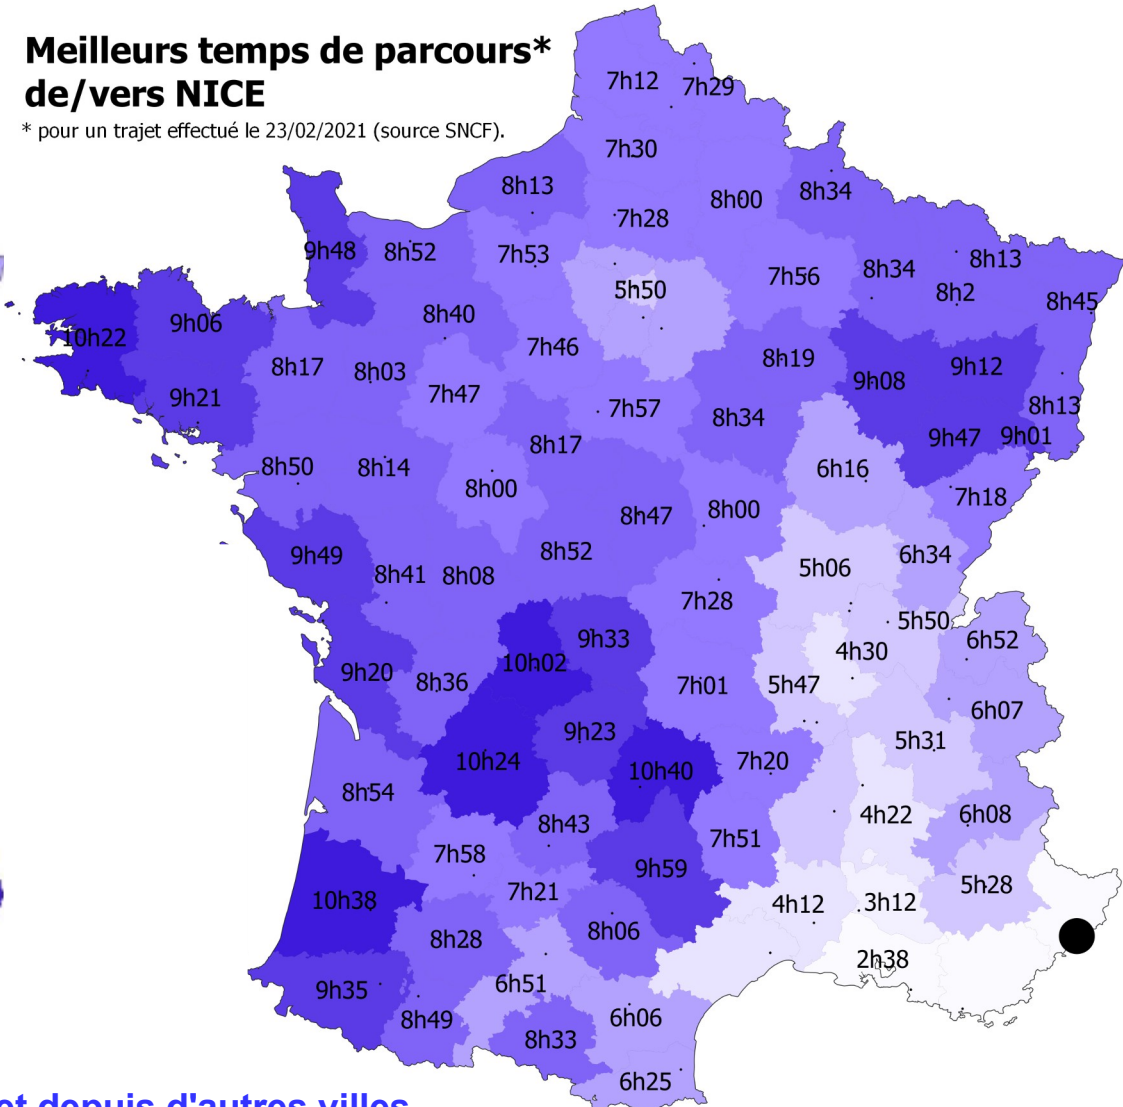 Meilleurs temps de parcours*
de/vers NICE
* pour un trajet effectué le 23/02/2021 (source SNCF).
7h12
7h29
7h30
8h13
8h00
8h34
7h28
9h48
8h52
7h53
5h50
7h56
8h34
8h13
8h2
8h45
10h22
9h06
8h40
8h17
8h03
7h46
8h19
9h12
9h08
9h21
7h47
7h57
8h34
8h13
8h50
8h14
8h17
9h47
9h01
6h16
8h00
7h18
8h47
8h00
9h49
8h41
8h08
8h52
5h06
6h34
7h28
5h50
9h33
6h52
10h02
4h30
9h20
8h36
7h01
5h47
6h07
9h23
5h31
10h24
10h40
7h20
8h54
8h43
4h22
6h08
7h58
7h51
9h59
5h28
10h38
7h21
4h12
3h12
8h28
8h06
2h38
9h35
6h51
8h49
6h06
8h33
6h25
et depuis d'autres villes